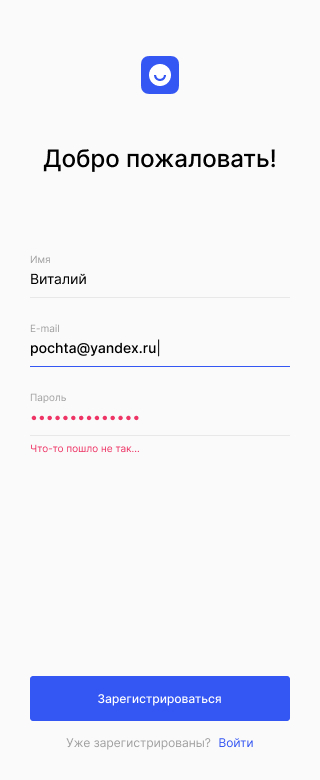 Добро пожаловать!
Имя
Виталий
E-mail
pochta@yandex.ru
Пароль
••••••••••••••
Что-то пошло не так...
Зарегистрироваться
Уже зарегистрированы? Войти